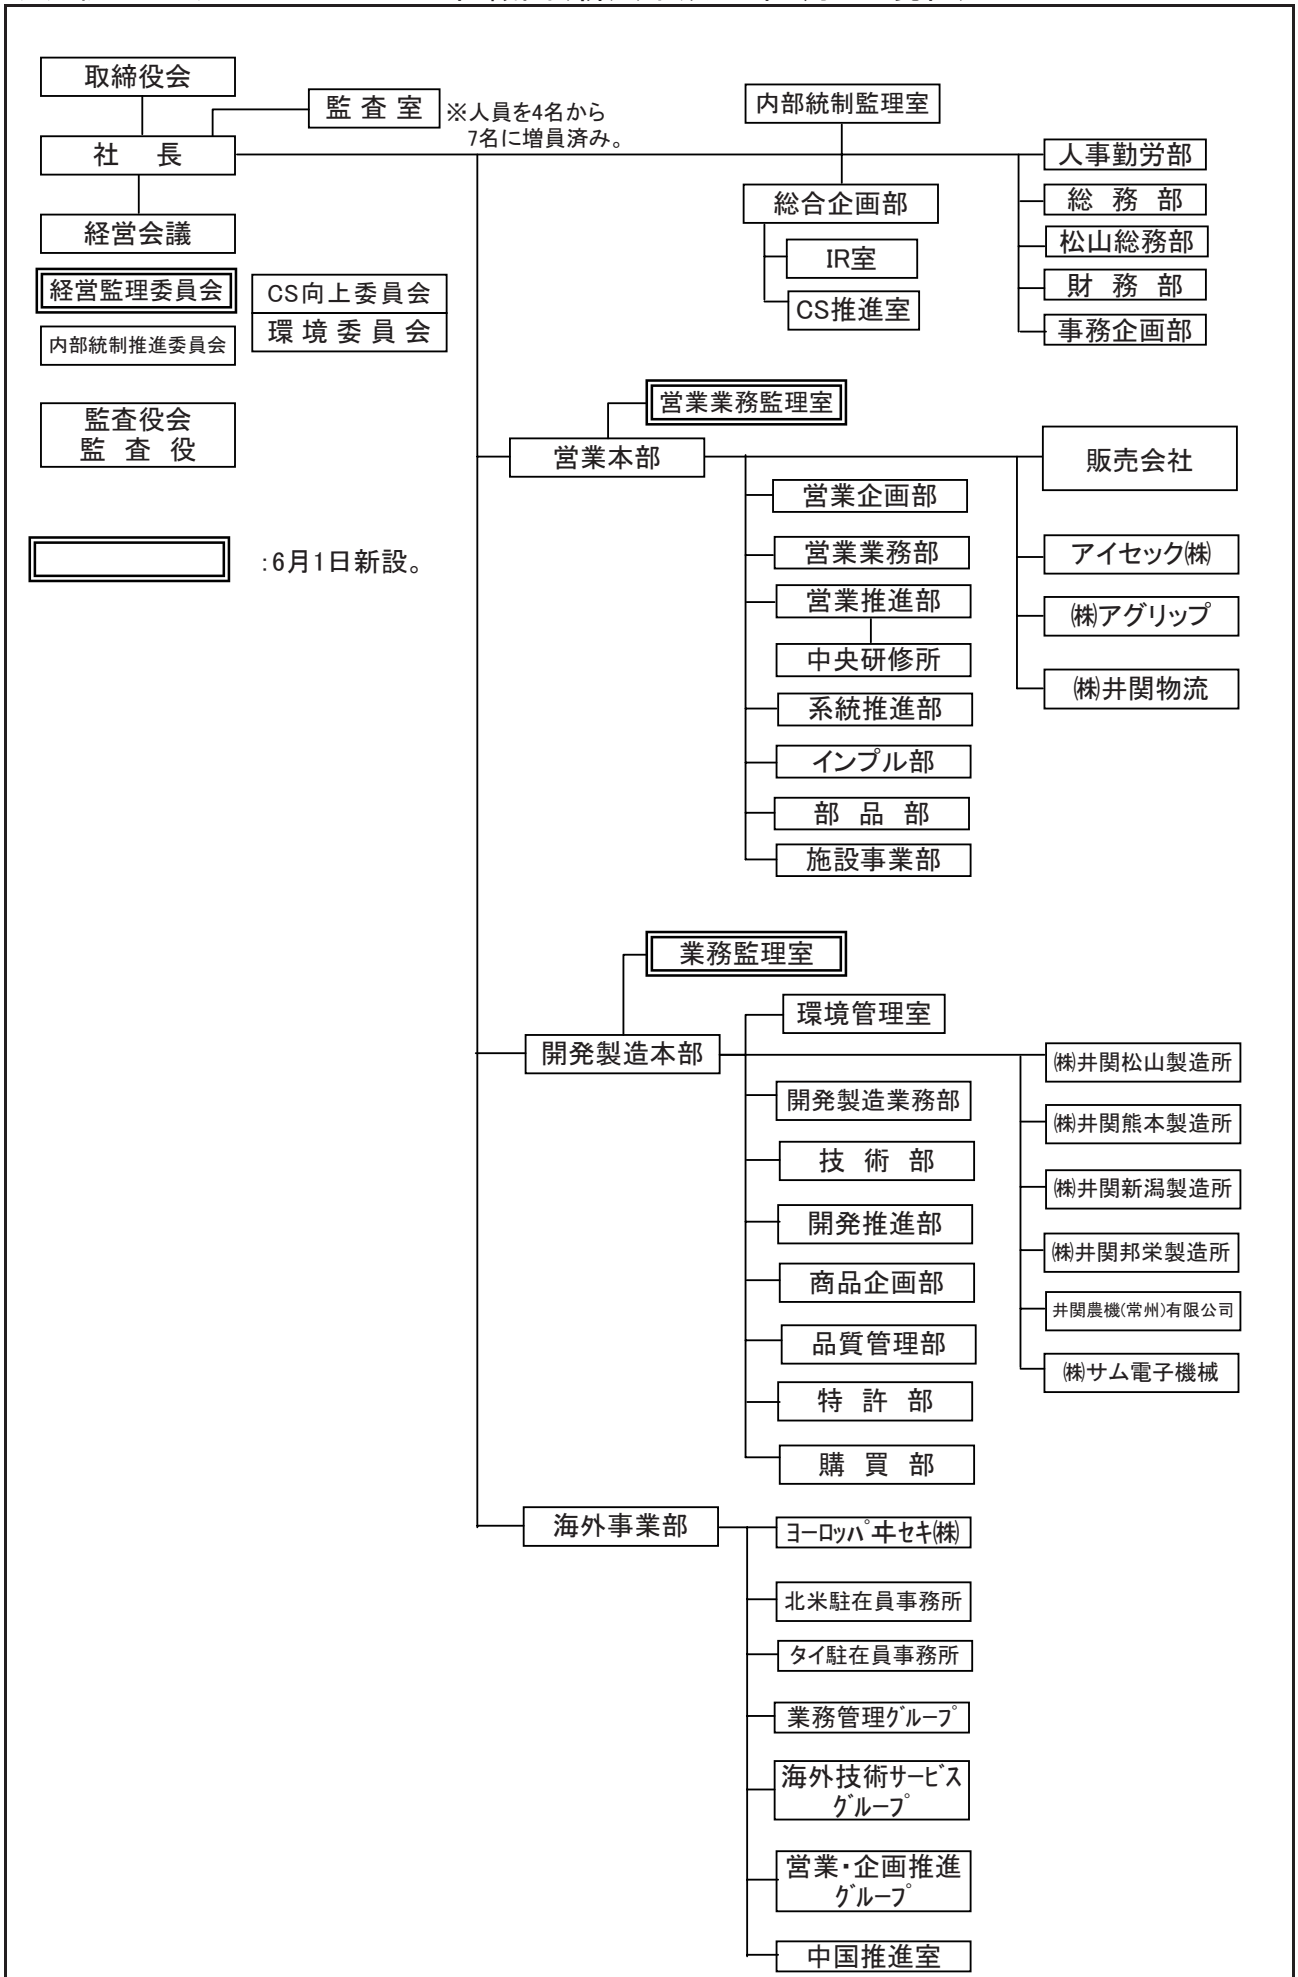 取締役会
監 査 室
※人員を4名から
7名に増員済み。
内部統制監理室
社 長
人事勤労部
総 務 部
松山総務部
財 務 部
事務企画部
総合企画部
IR室
CS推進室
経営会議
経営監理委員会
CS向上委員会
環 境 委 員 会
内部統制推進委員会
監査役会
監 査 役
:6月1日新設。
営業業務監理室
営業本部
販売会社
営業企画部
営業業務部
営業推進部
中央研修所
系統推進部
インプル部
部 品 部
施設事業部
アイセック㈱
㈱アグリップ
㈱井関物流
業務監理室
開発製造本部
環境管理室
開発製造業務部
技 術 部
開発推進部
商品企画部
品質管理部
特 許 部
購 買 部
㈱井関松山製造所
㈱井関熊本製造所
㈱井関新潟製造所
㈱井関邦栄製造所
井関農機(常州)有限公司
㈱サム電子機械
海外事業部
ﾖｰﾛｯﾊﾟヰセキ㈱
北米駐在員事務所
タイ駐在員事務所
業務管理ｸﾞﾙｰﾌﾟ
海外技術ｻｰﾋﾞｽ
ｸﾞﾙｰﾌﾟ
営業・企画推進
ｸﾞﾙｰﾌﾟ
中国推進室